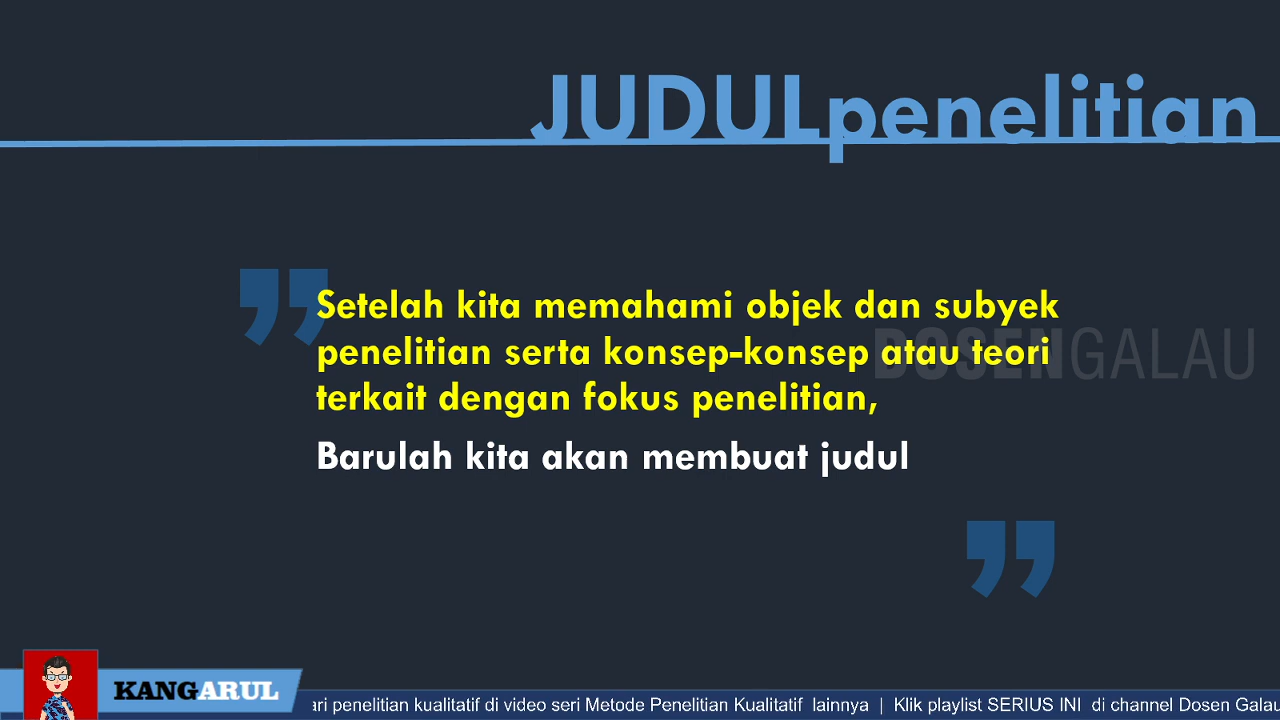 JUDULpenelitian
Setelah kita memahami objek dan subyek
penelitian serta konsep-konsep atau teori
DOSENGALAU
terkait dengan fokus penelitian,
Barulah kita akan membuat judul
KANGARUL
penelitian kualitatif di video seri Metode Penelitian Kualitatif lainnya | Klik playlist SERIUS INI di channel Dosen